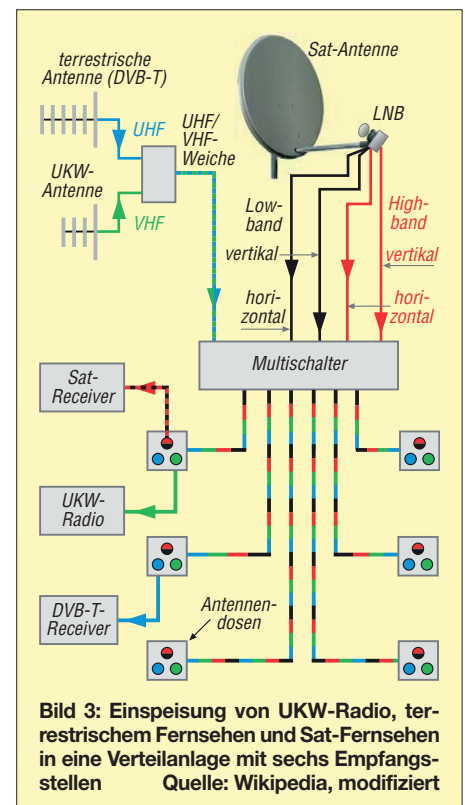 terrestrische
Antenne (DVB-T)
Sat-Antenne
LNB
UHF
UHF/
VHF-
Weiche
UKW-
Antenne
VHF
Low-
band
High-
band
vertikal
vertikal
hori-
zontal
hori-
zontal
Multischalter
Sat-
Receiver
UKW-
Radio
DVB-T-
Receiver
Antennen-
dosen
Bild 3: Einspeisung von UKW-Radio, ter-
restrischem Fernsehen und Sat-Fernsehen
in eine Verteilanlage mit sechs Empfangs-
stellen Quelle: Wikipedia, modifiziert